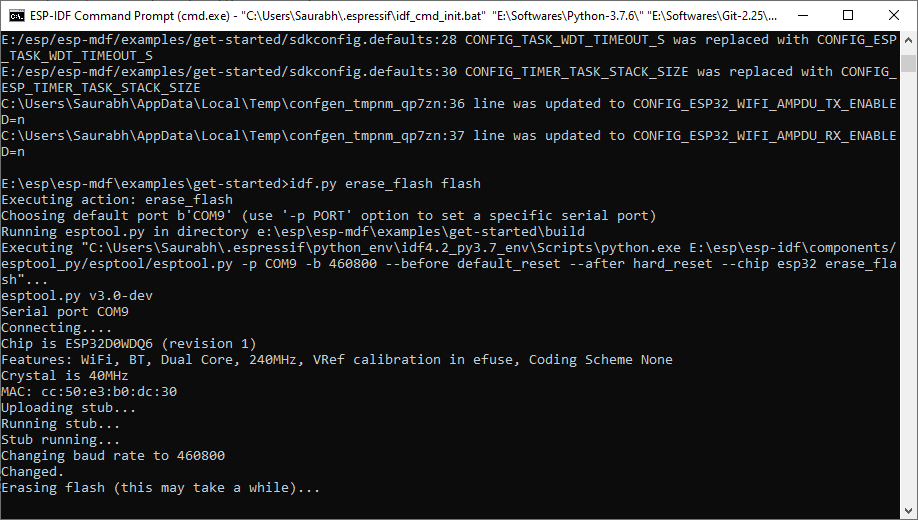 ESP-IDF Command Prompt (cmd.exe) - "C:\Users\Saurabh\.espressif\idf_cmd_init.bat"  "E:\Softwares\Python-3.7.6\" "E:\Softwares\Git-2.25\...
E:/esp/esp-mdf/examples/get-started/sdkconfig.defaults:28 CONFIG_TASK_WDT_TIMEOUT_S was replaced with CONFIG_ESP
_TASK_WDT_TIMEOUT_S
E:/esp/esp-mdf/examples/get-started/sdkconfig.defaults:30 CONFIG_TIMER_TASK_STACK_SIZE was replaced with CONFIG_
ESP_TIMER_TASK_STACK_SIZE
C:\Users\Saurabh\AppData\Local\Temp\confgen_tmpnm_qp7zn:36 line was updated to CONFIG_ESP32_WIFI_AMPDU_TX_ENABLE
D=n
C:\Users\Saurabh\AppData\Local\Temp\confgen_tmpnm_qp7zn:37 line was updated to CONFIG_ESP32_WIFI_AMPDU_RX_ENABLE
D=n
E:\esp\esp-mdf\examples\get-started>idf.py erase_flash flash
Executing action: erase_flash
Choosing default port b'COM9' (use '-p PORT' option to set a specific serial port)
Running esptool.py in directory e:\esp\esp-mdf\examples\get-started\build
Executing "C:\Users\Saurabh\.espressif\python_env\idf4.2_py3.7_env\Scripts\python.exe E:\esp\esp-idf\components/
esptool_py/esptool/esptool.py -p COM9 -b 460800 --before default_reset --after hard_reset --chip esp32 erase_fla
sh"...
esptool.py v3.0-dev
Serial port COM9
Connecting....
Chip is ESP32D0WDQ6 (revision 1)
Features: WiFi, BT, Dual Core, 240MHz, VRef calibration in efuse, Coding Scheme None
Crystal is 40MHz
MAC: cc:50:e3:b0:dc:30
Uploading stub...
Running stub...
Stub running...
Changing baud rate to 460800
Changed.
Erasing flash (this may take a while)...